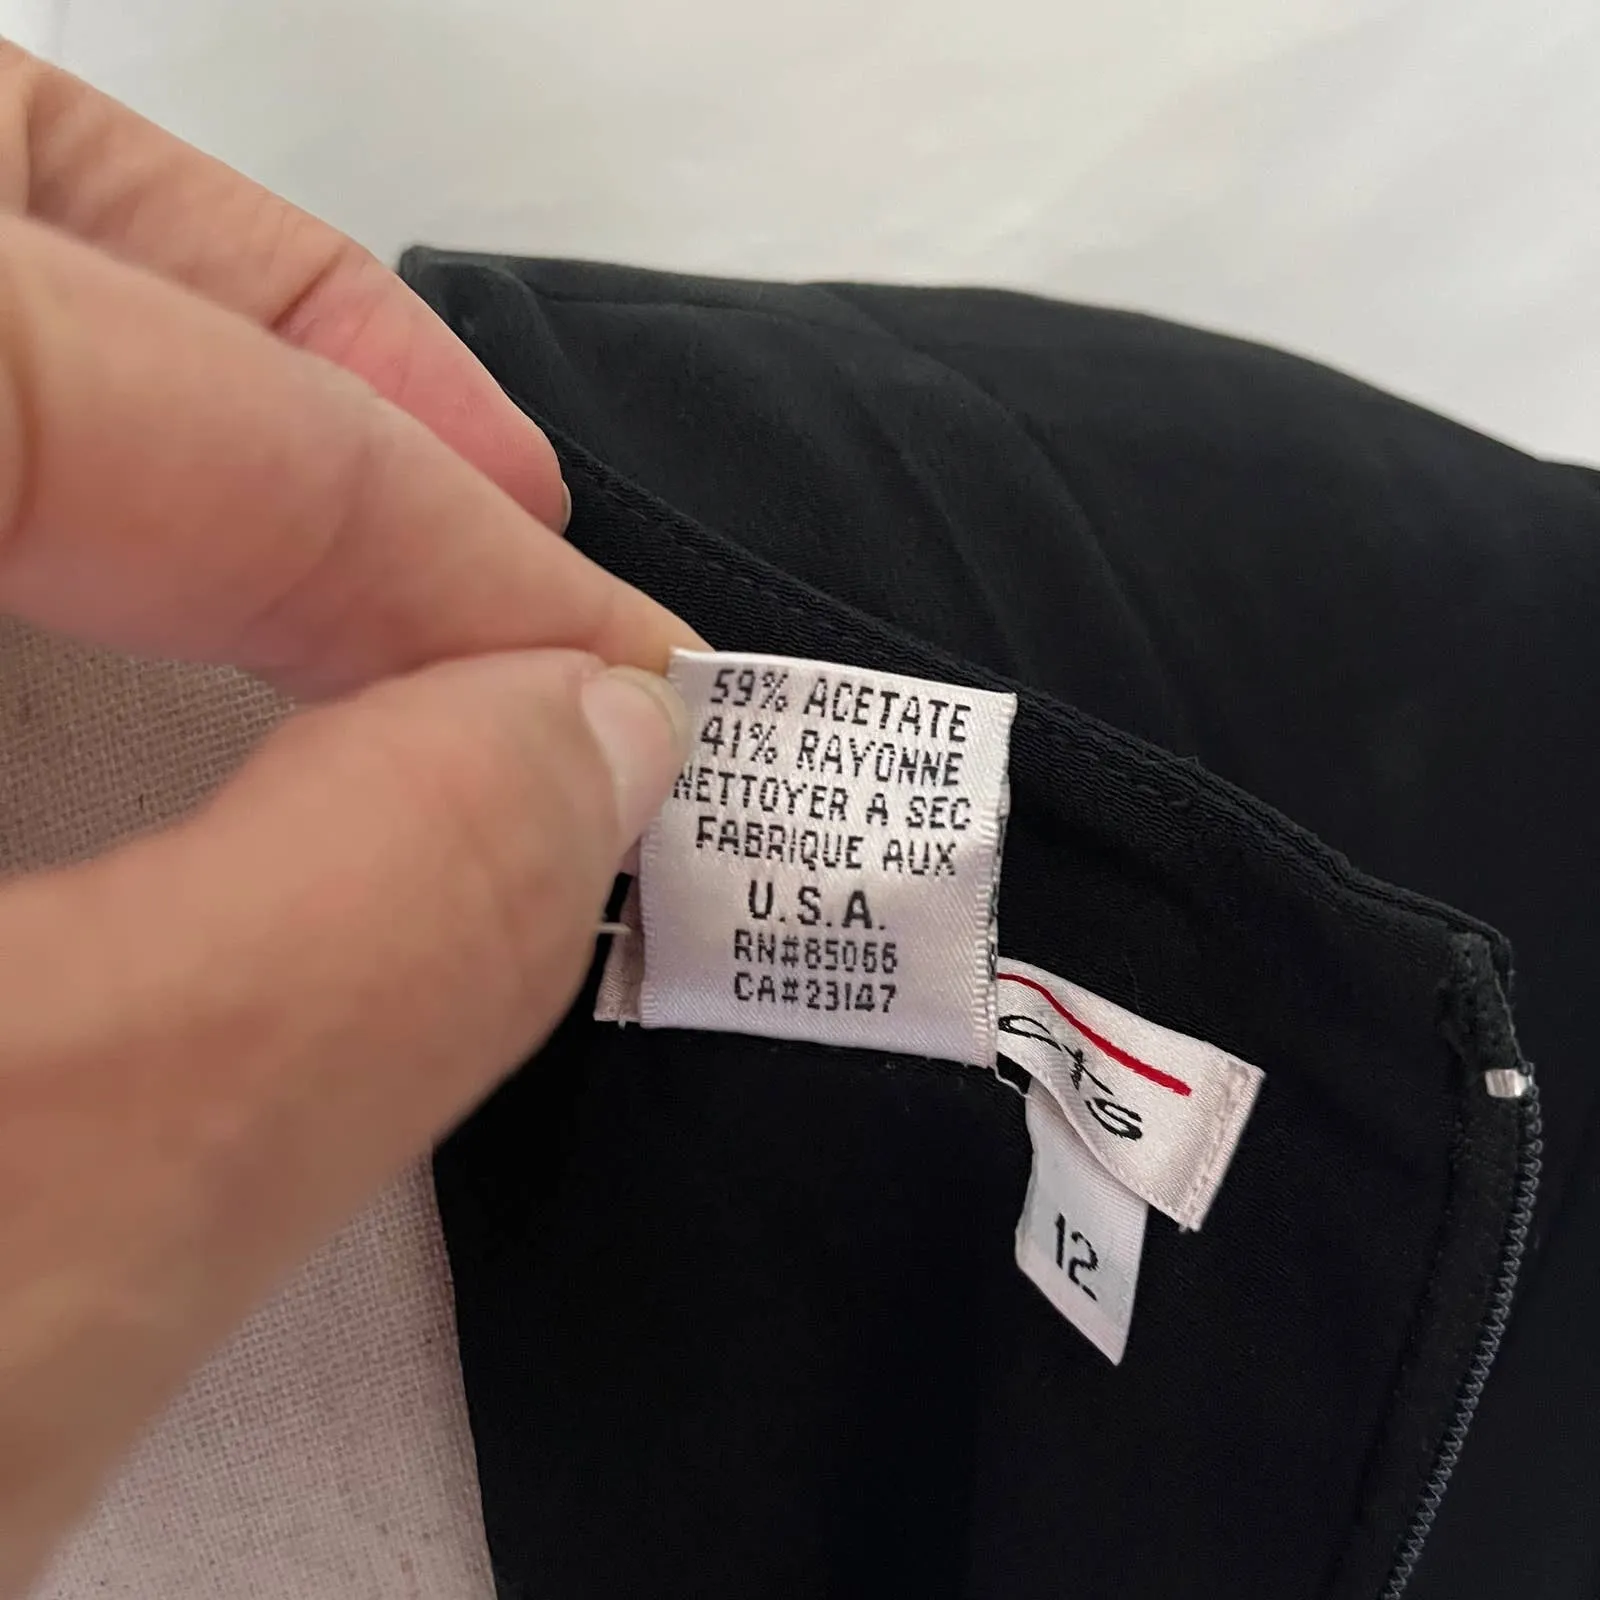 59% ACETATE
41% RAYONNE
NETTOYER A SEC
FABRIQUE AUX
U.S.A.
RN#85066
CA#23147
12